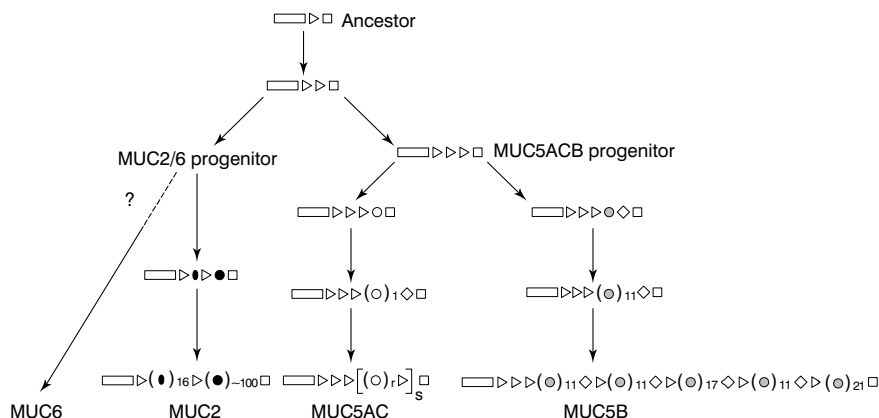 Ancestor
MUC2/6 progenitor
MUC5ACB progenitor
?
( )1
( )11
( )16 ( )~100
[( )r ]S
( )11 ( )11 ( )17 ( )11 ( )21
MUC6 MUC2 MUC5AC MUC5B